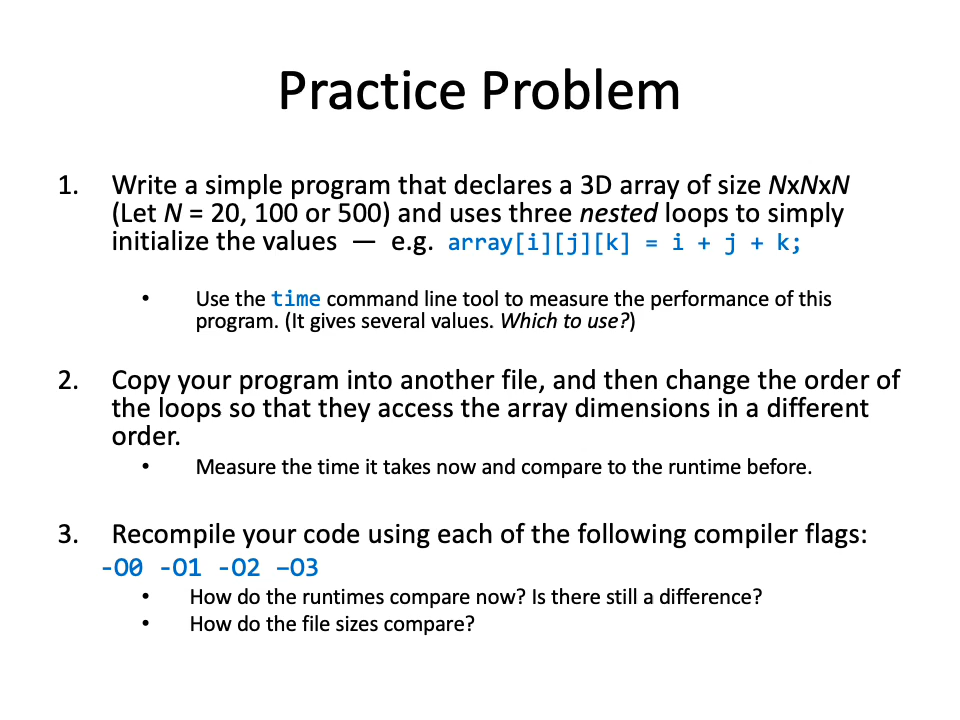 Practice Problem
1. Write a simple program that declares a 3D array of size NxNxN
(Let N = 20, 100 or 500) and uses three nested loops to simply
initialize the values — e.g. array[i][j][k] = i + j + k;
• Use the time command line tool to measure the performance of this
program. (It gives several values. Which to use?)
2. Copy your program into another file, and then change the order of
the loops so that they access the array dimensions in a different
order.
• Measure the time it takes now and compare to the runtime before.
3. Recompile your code using each of the following compiler flags:
-O0 -O1 -O2 –O3
• How do the runtimes compare now? Is there still a difference?
• How do the file sizes compare?